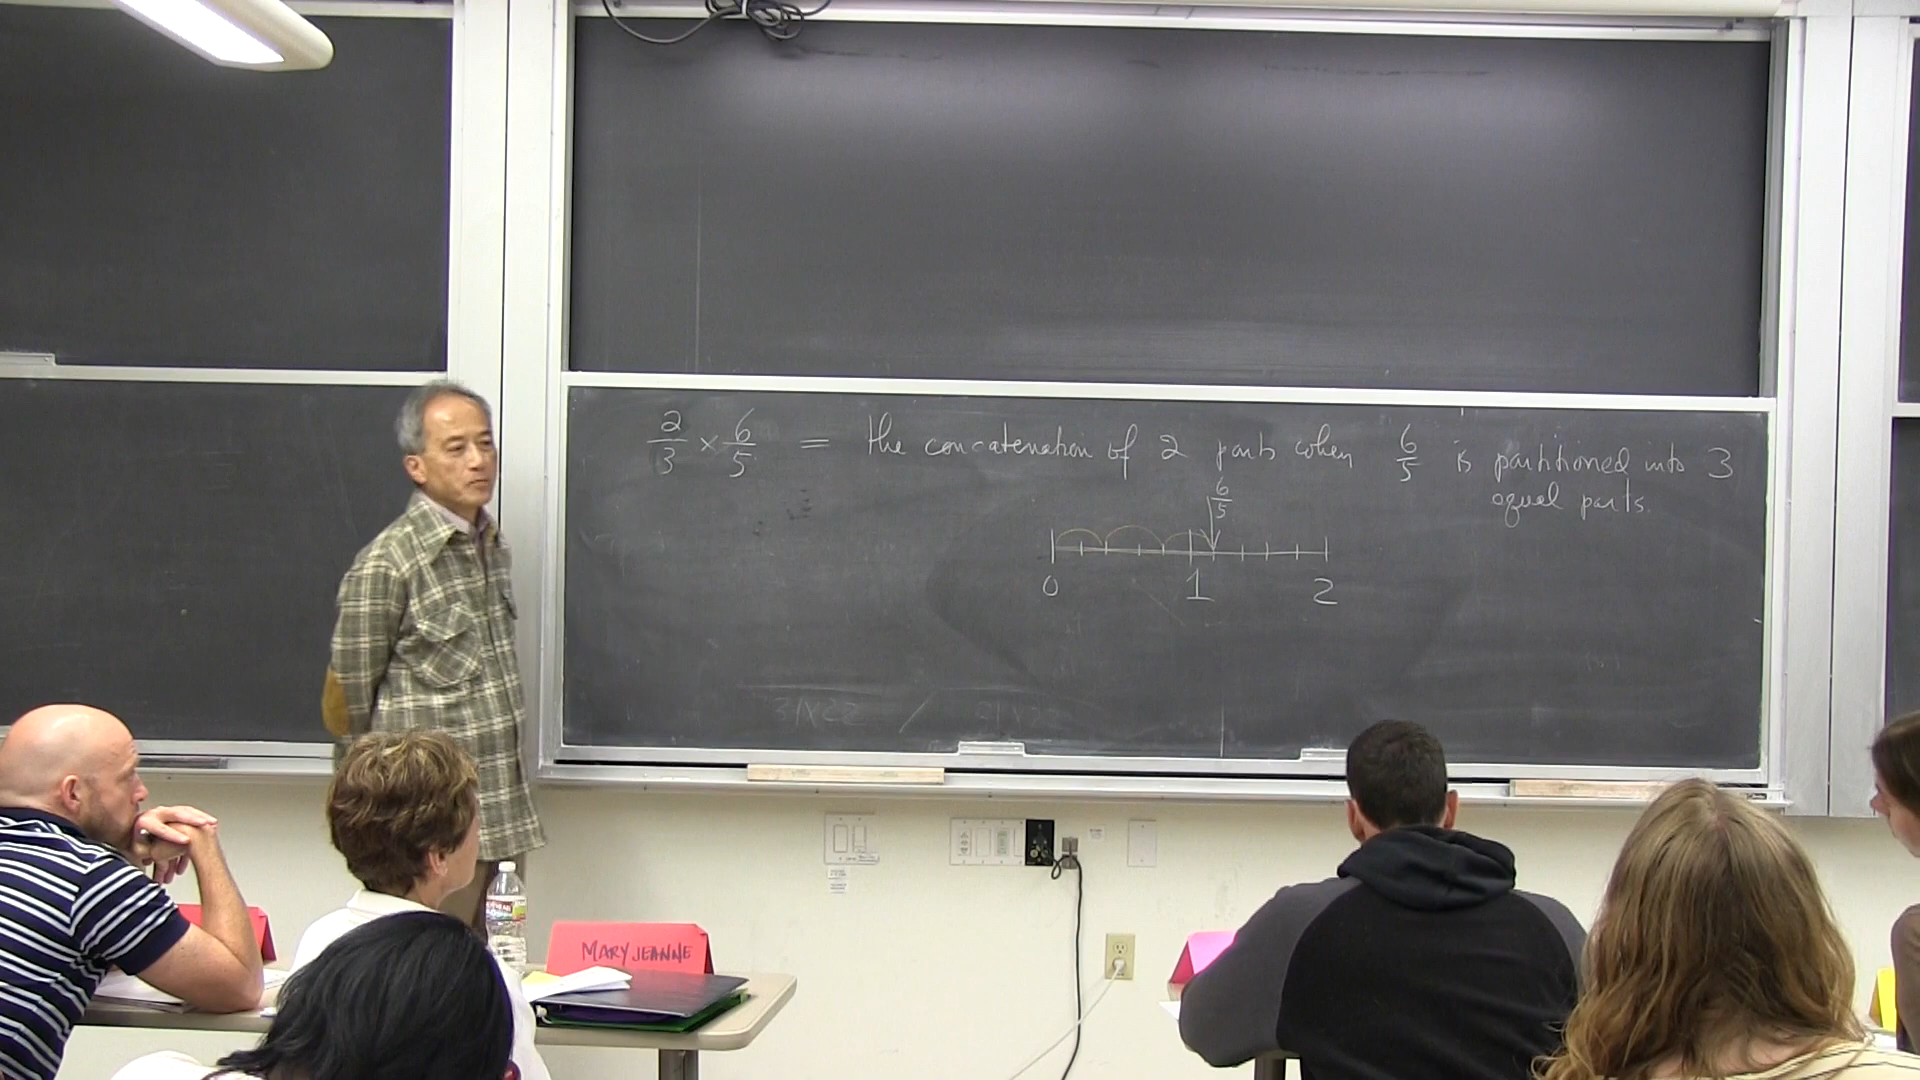 2/3 × 6/5 = the concatenation of 2 parts when 6/5 is partitioned into 3
equal parts.
6/5
0 1 2
MARY JEANNE